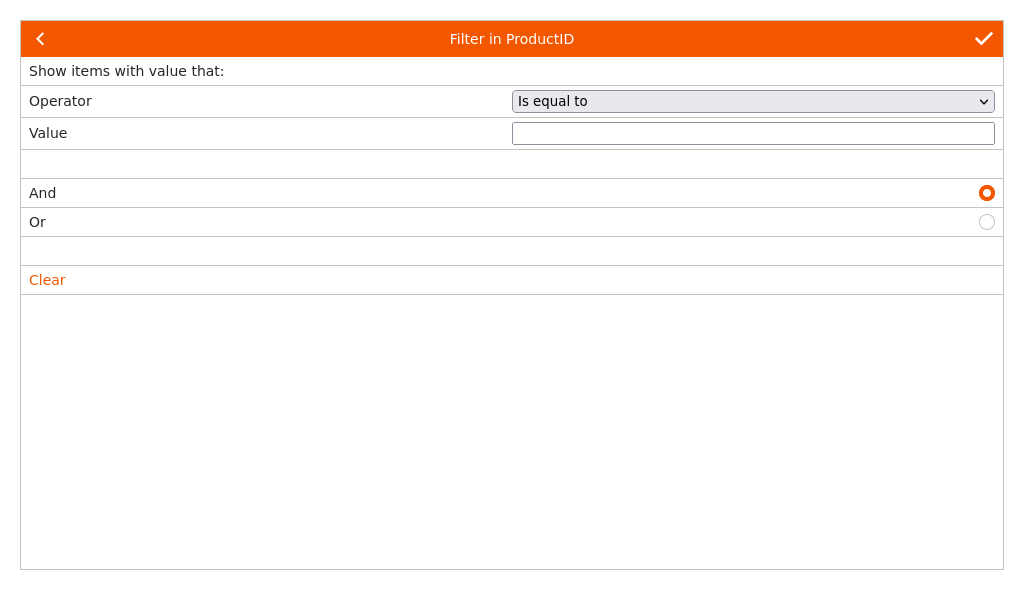 Filter in ProductID
Show items with value that:
Operator
Is equal to
Value
And
Or
Clear